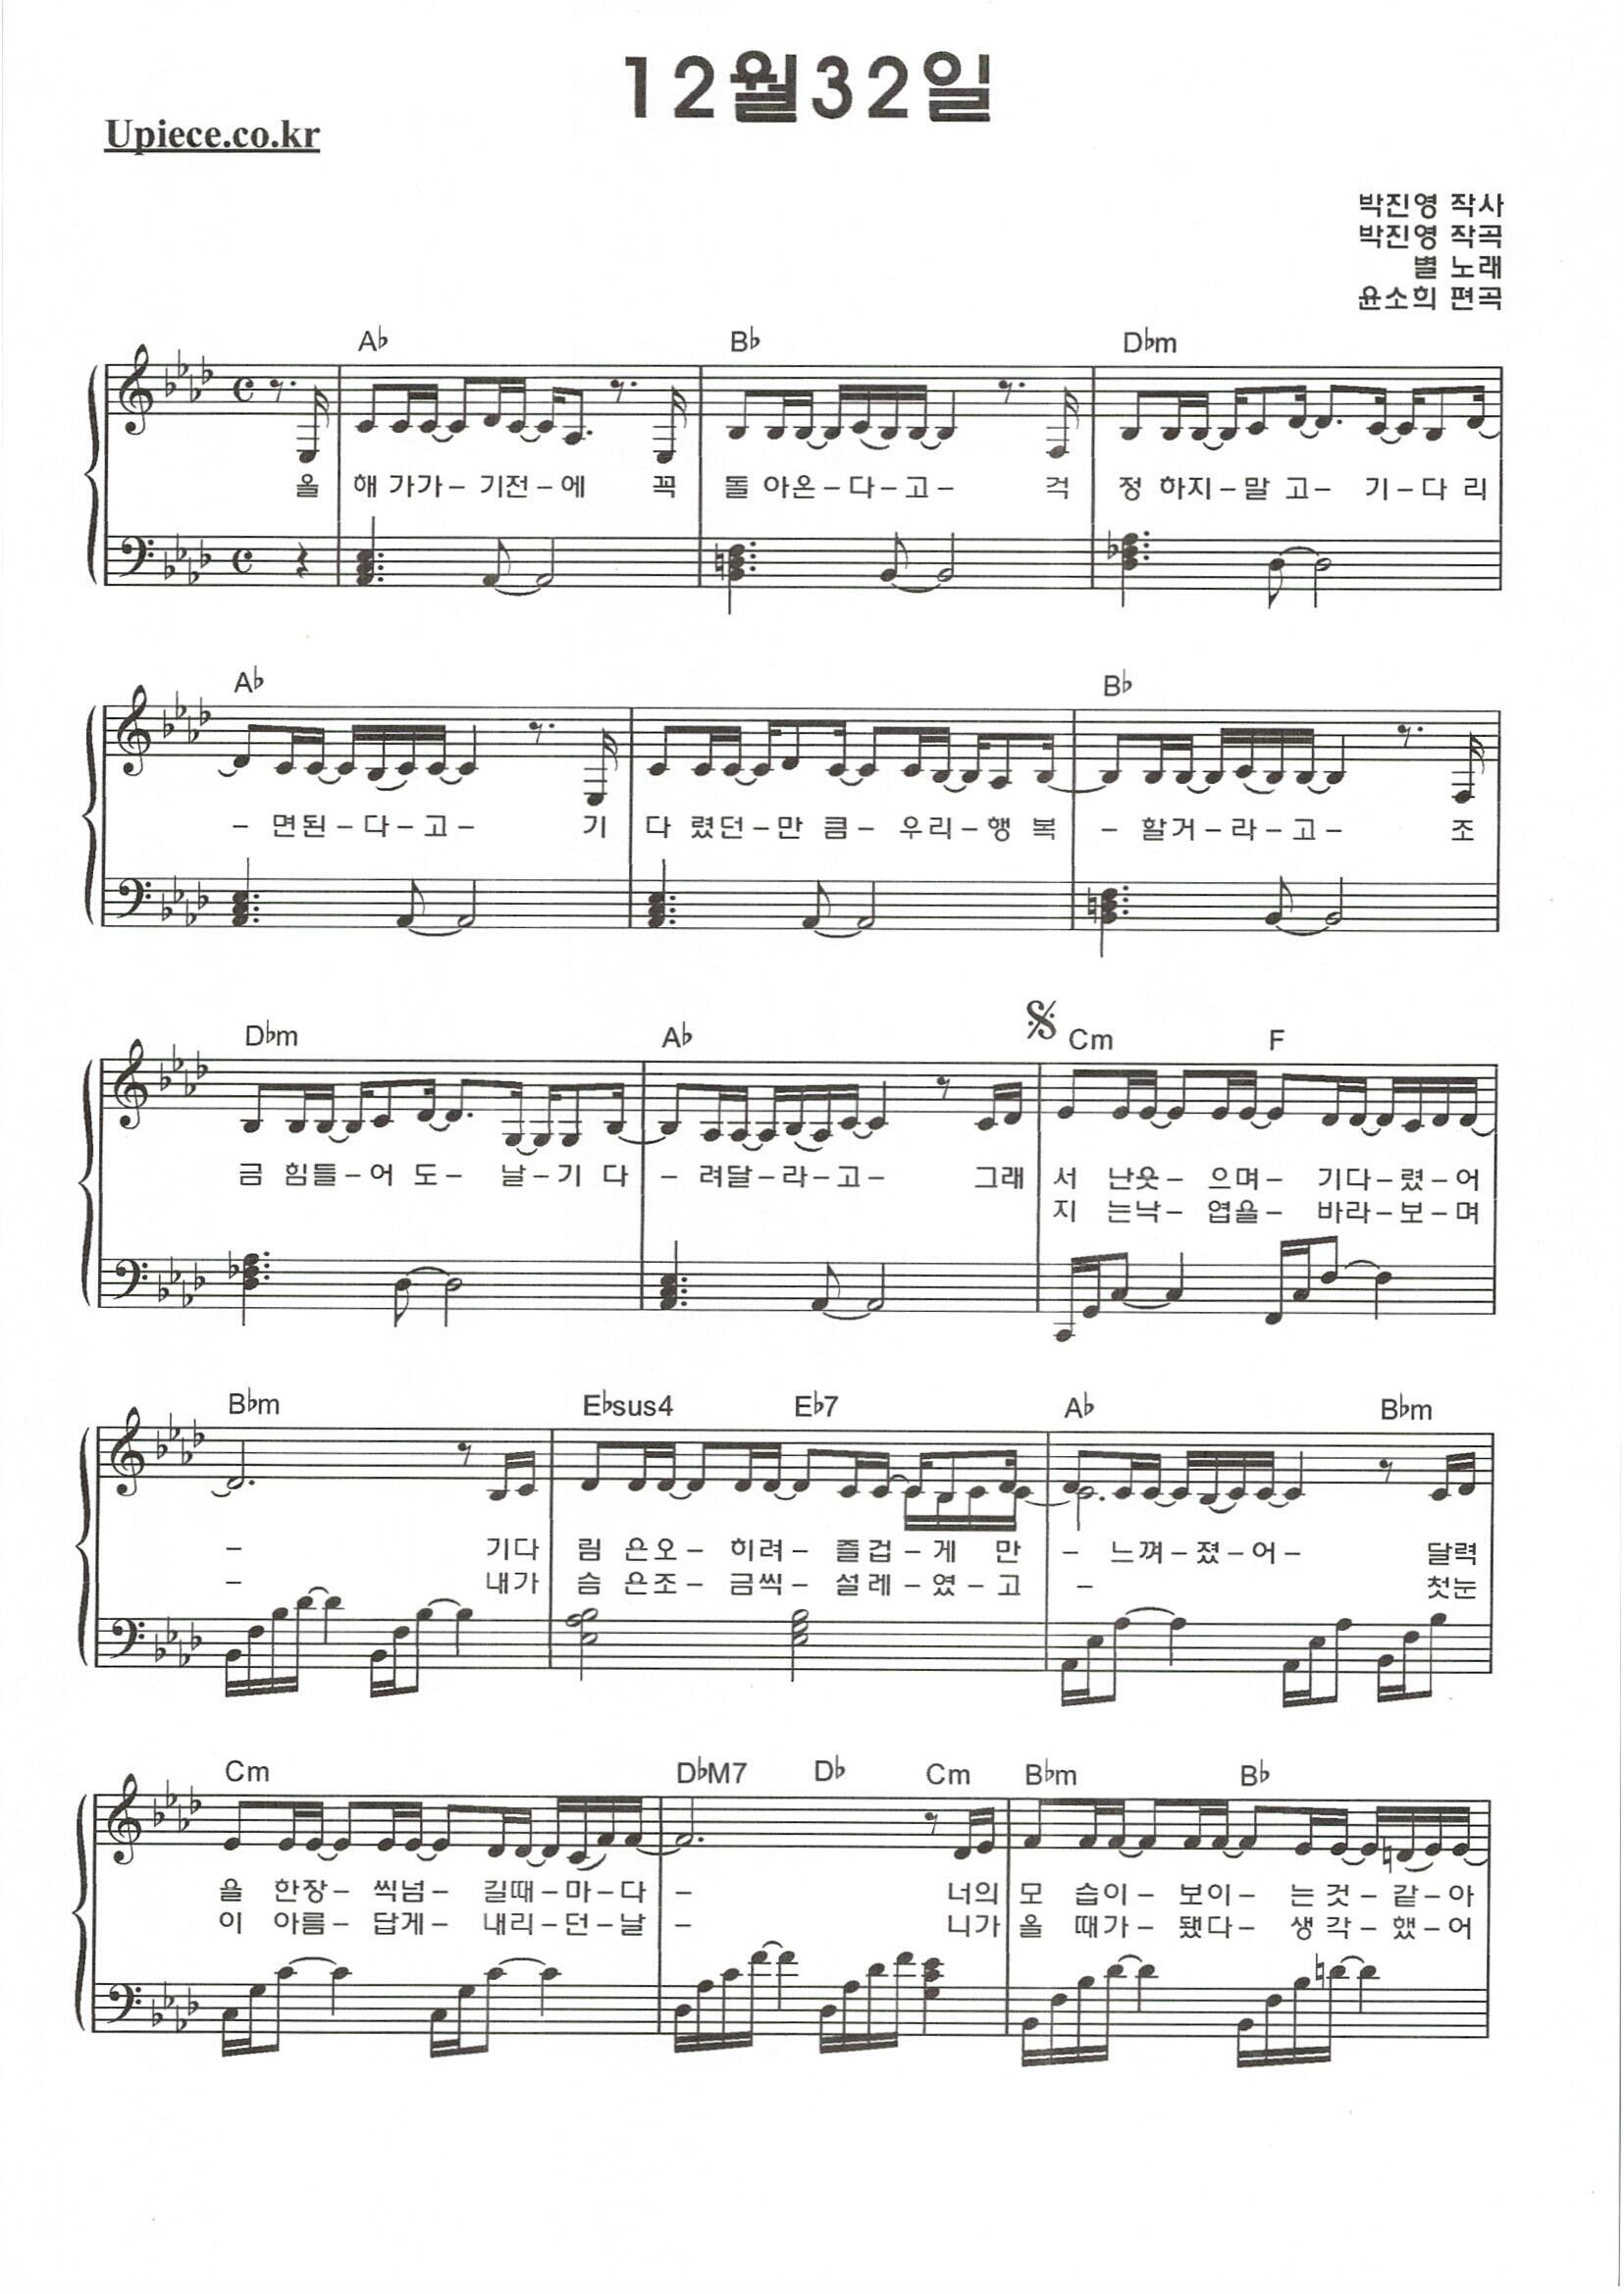 12월32일
Upiece.co.kr
박진영 작사
박진영 작곡
별 노래
윤소희 편곡
A♭ B♭ D♭m
올 해 가가– 기전–에 꼭 돌 아온–다–고– 걱 정 하지–말 고– 기–다 리
A♭ B♭
– 면된–다–고– 기 다 렸던–만 큼– 우리–행 복 – 할거–라–고– 조
D♭m A♭ Cm F
금 힘들–어 도– 날–기 다 – 려달–라–고– 그래 서 난웃– 으며– 기다–렸–어
지 는낙– 엽을– 바라–보–며
B♭m E♭sus4 E♭7 A♭ B♭m
– 기다 림 은오– 히려– 즐겁–게 만 – 느껴–졌–어– 달력
– 내가 슴 은조– 금씩– 설레–였–고 – 첫눈
Cm D♭M7 D♭ Cm B♭m B♭
을 한장– 씩넘– 길때–마–다 – 너의 모 습이– 보이– 는것–같–아
이 아름– 답게– 내리–던–날 – 니가 올 때가– 됐다– 생각–했–어